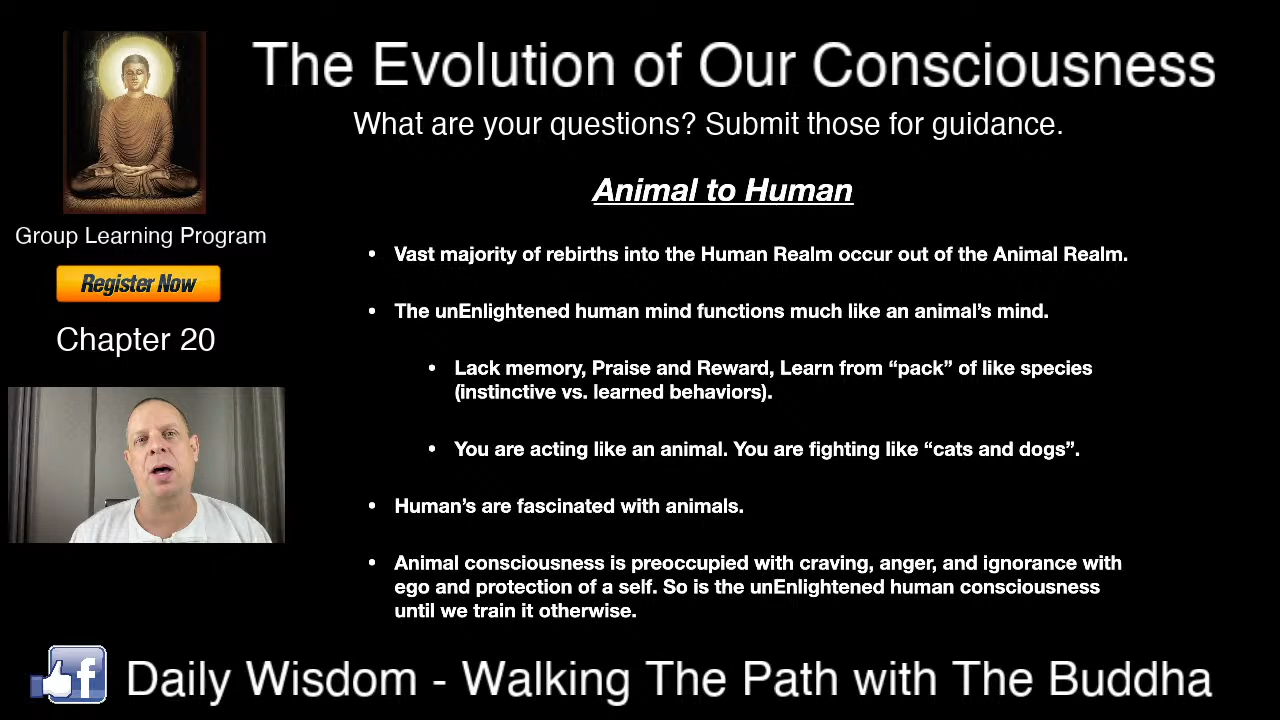 The Evolution of Our Consciousness
What are your questions? Submit those for guidance.
Animal to Human
Group Learning Program
Register Now
Chapter 20
• Vast majority of rebirths into the Human Realm occur out of the Animal Realm.
• The unEnlightened human mind functions much like an animal’s mind.
• Lack memory, Praise and Reward, Learn from “pack” of like species
(instinctive vs. learned behaviors).
• You are acting like an animal. You are fighting like “cats and dogs”.
• Human’s are fascinated with animals.
• Animal consciousness is preoccupied with craving, anger, and ignorance with
ego and protection of a self. So is the unEnlightened human consciousness
until we train it otherwise.
f
Daily Wisdom - Walking The Path with The Buddha